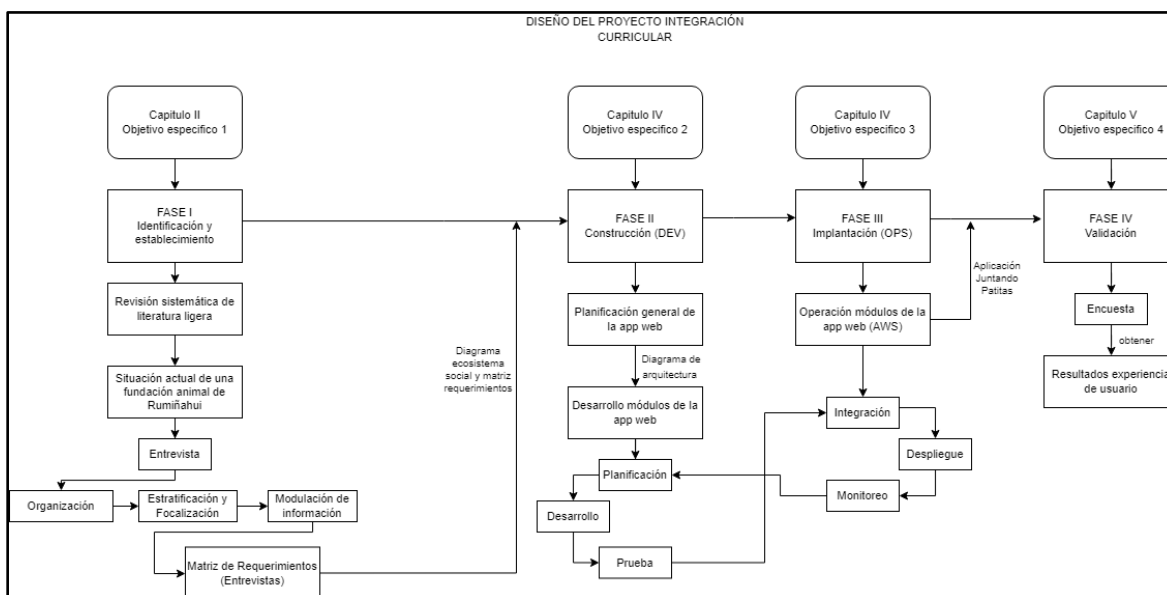 DISEÑO DEL PROYECTO INTEGRACIÓN
CURRICULAR
Capitulo II
Objetivo especifico 1
Capitulo IV
Objetivo especifico 2
Capitulo IV
Objetivo especifico 3
Capitulo V
Objetivo especifico 4
FASE I
Identificación y
establecimiento
FASE II
Construcción (DEV)
FASE III
Implantación (OPS)
FASE IV
Validación
Revisión sistemática de
literatura ligera
Planificación general de
la app web
Operación módulos de la
app web (AWS)
Aplicación
Juntando
Patitas
Encuesta
obtener
Situación actual de una
fundación animal de
Rumiñahui
Diagrama
ecosistema
social y matriz
requerimientos
Diagrama de
arquitectura
Resultados experiencia
de usuario
Desarrollo módulos de la
app web
Integración
Entrevista
Planificación
Despliegue
Monitoreo
Organización
Estratificación y
Focalización
Modulación de
información
Desarrollo
Matriz de Requerimientos
(Entrevistas)
Prueba